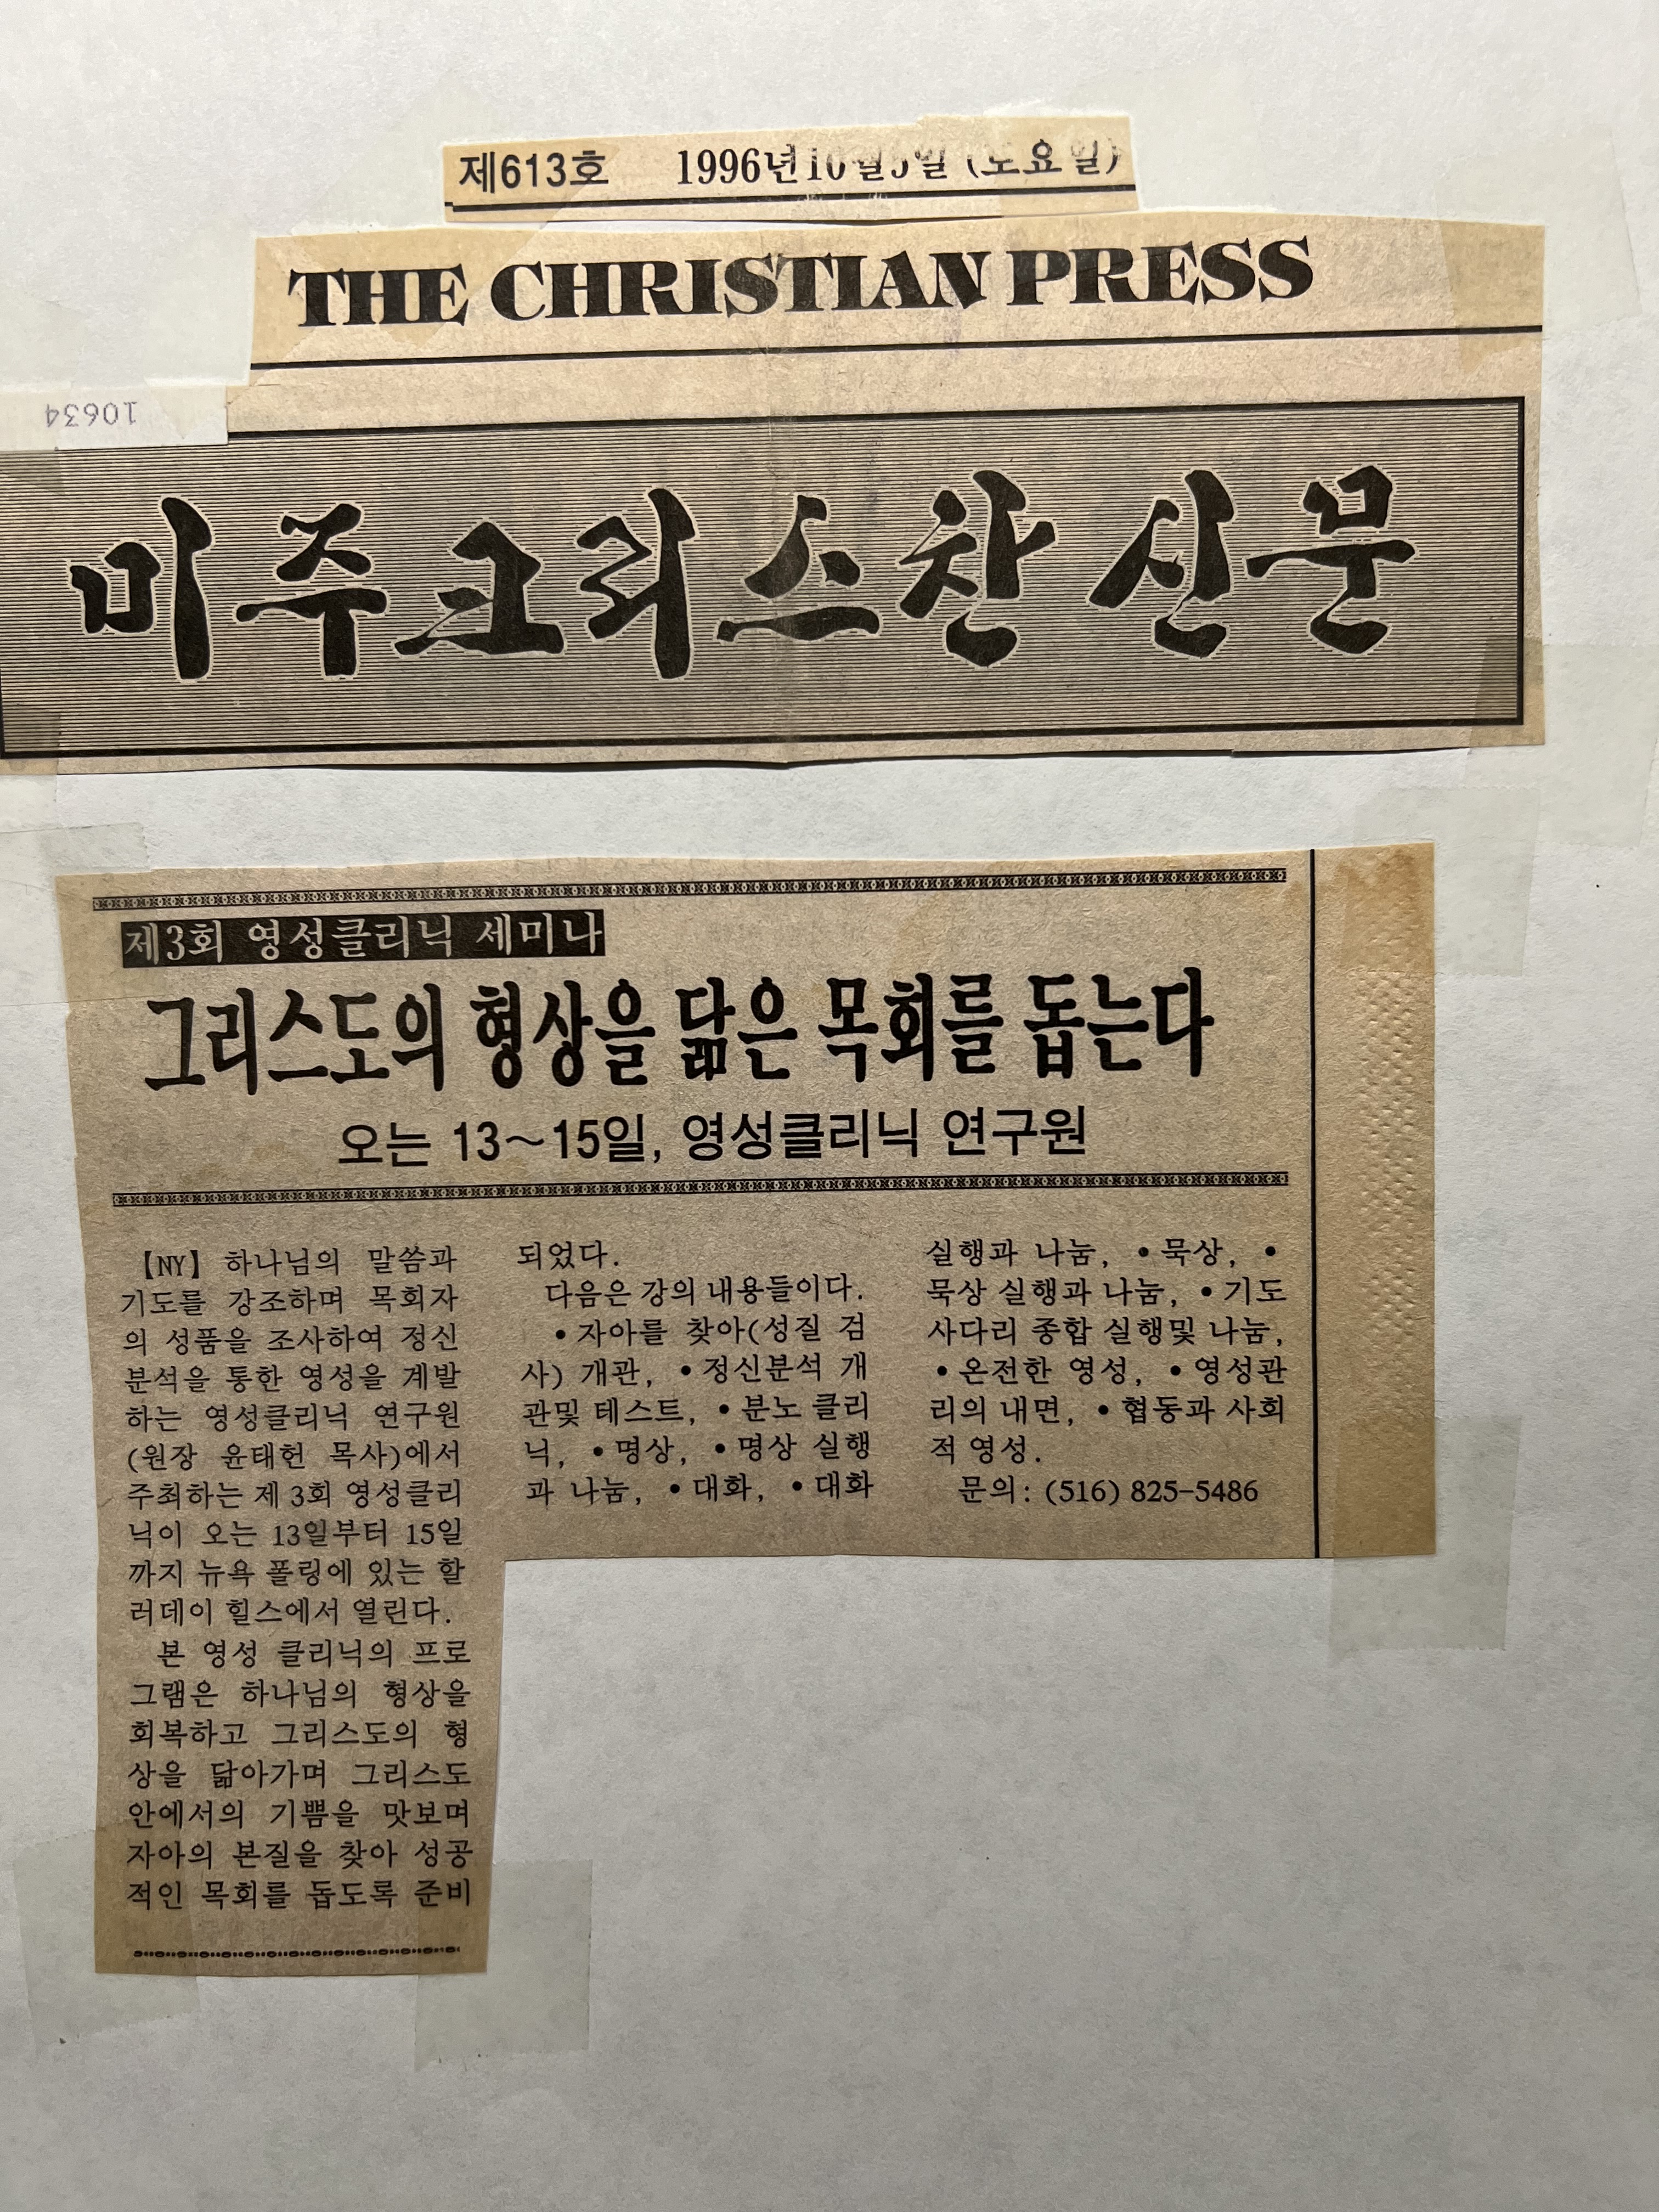 제613호 1996년10월5일 (토요일)
THE CHRISTIAN PRESS
10634
미주크리스찬 신문
제3회 영성클리닉 세미나
그리스도의 형상을 닮은 목회를 돕는다
오는 13~15일, 영성클리닉 연구원
【NY】 하나님의 말씀과
기도를 강조하며 목회자
의 성품을 조사하여 정신
분석을 통한 영성을 계발
하는 영성클리닉 연구원
(원장 윤태헌 목사)에서
주최하는 제3회 영성클리
닉이 오는 13일부터 15일
까지 뉴욕 폴링에 있는 할
러데이 힐스에서 열린다.
본 영성 클리닉의 프로
그램은 하나님의 형상을
회복하고 그리스도의 형
상을 닮아가며 그리스도
안에서의 기쁨을 맛보며
자아의 본질을 찾아 성공
적인 목회를 돕도록 준비
되었다.
다음은 강의 내용들이다.
•자아를 찾아(성질 검
사) 개관, •정신분석 개
관및 테스트, •분노 클리
닉, •명상, •명상 실행
과 나눔, •대화, •대화
실행과 나눔, •묵상, •
묵상 실행과 나눔, •기도
사다리 종합 실행및 나눔,
•온전한 영성, •영성관
리의 내면, •협동과 사회
적 영성.
문의: (516) 825-5486